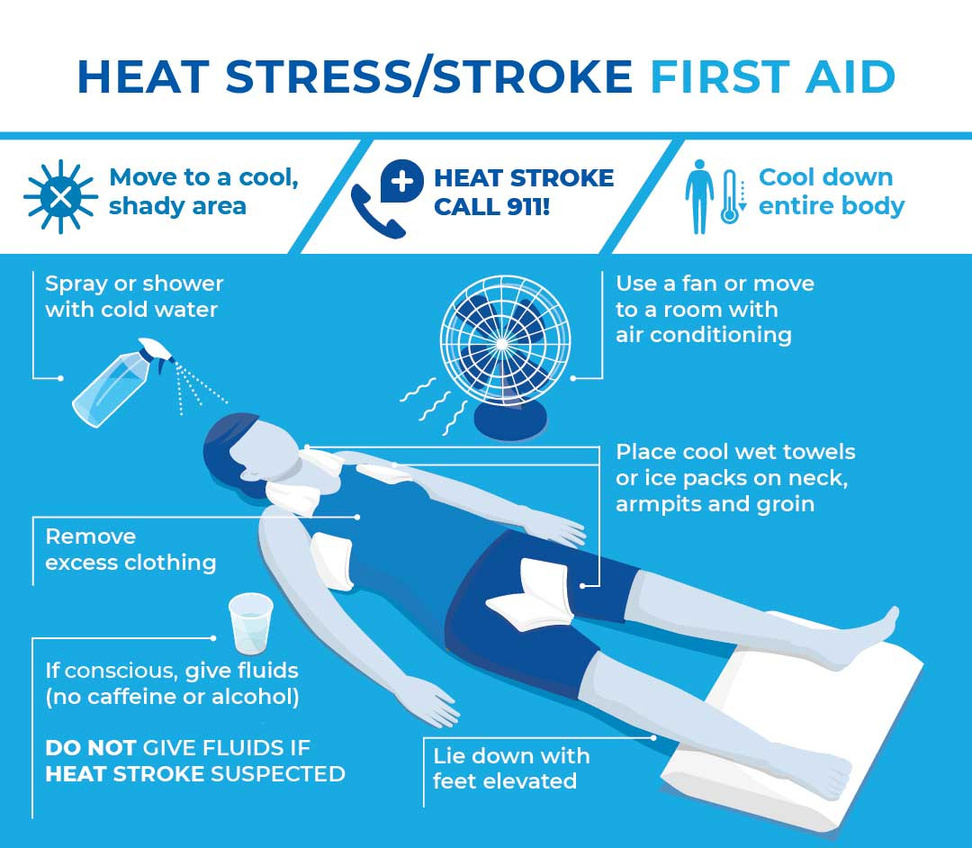 HEAT STRESS/STROKE FIRST AID
Move to a cool,
shady area
HEAT STROKE
CALL 911!
Cool down
entire body
Spray or shower
with cold water
Use a fan or move
to a room with
air conditioning
Place cool wet towels
or ice packs on neck,
armpits and groin
Remove
excess clothing
If conscious, give fluids
(no caffeine or alcohol)
DO NOT GIVE FLUIDS IF
HEAT STROKE SUSPECTED
Lie down with
feet elevated